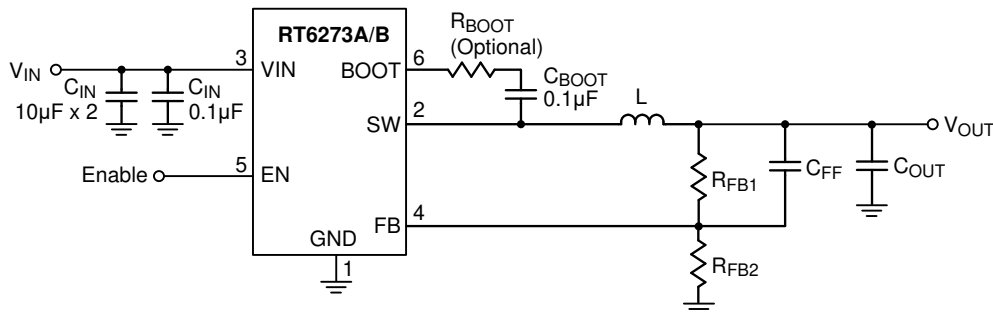 RT6273A/B
R_BOOT
(Optional)
V_IN
3
VIN
BOOT
6
C_IN
10µF x 2
C_IN
0.1µF
C_BOOT
0.1µF
SW
2
L
V_OUT
Enable
5
EN
R_FB1
C_FF
C_OUT
FB
4
GND
1
R_FB2